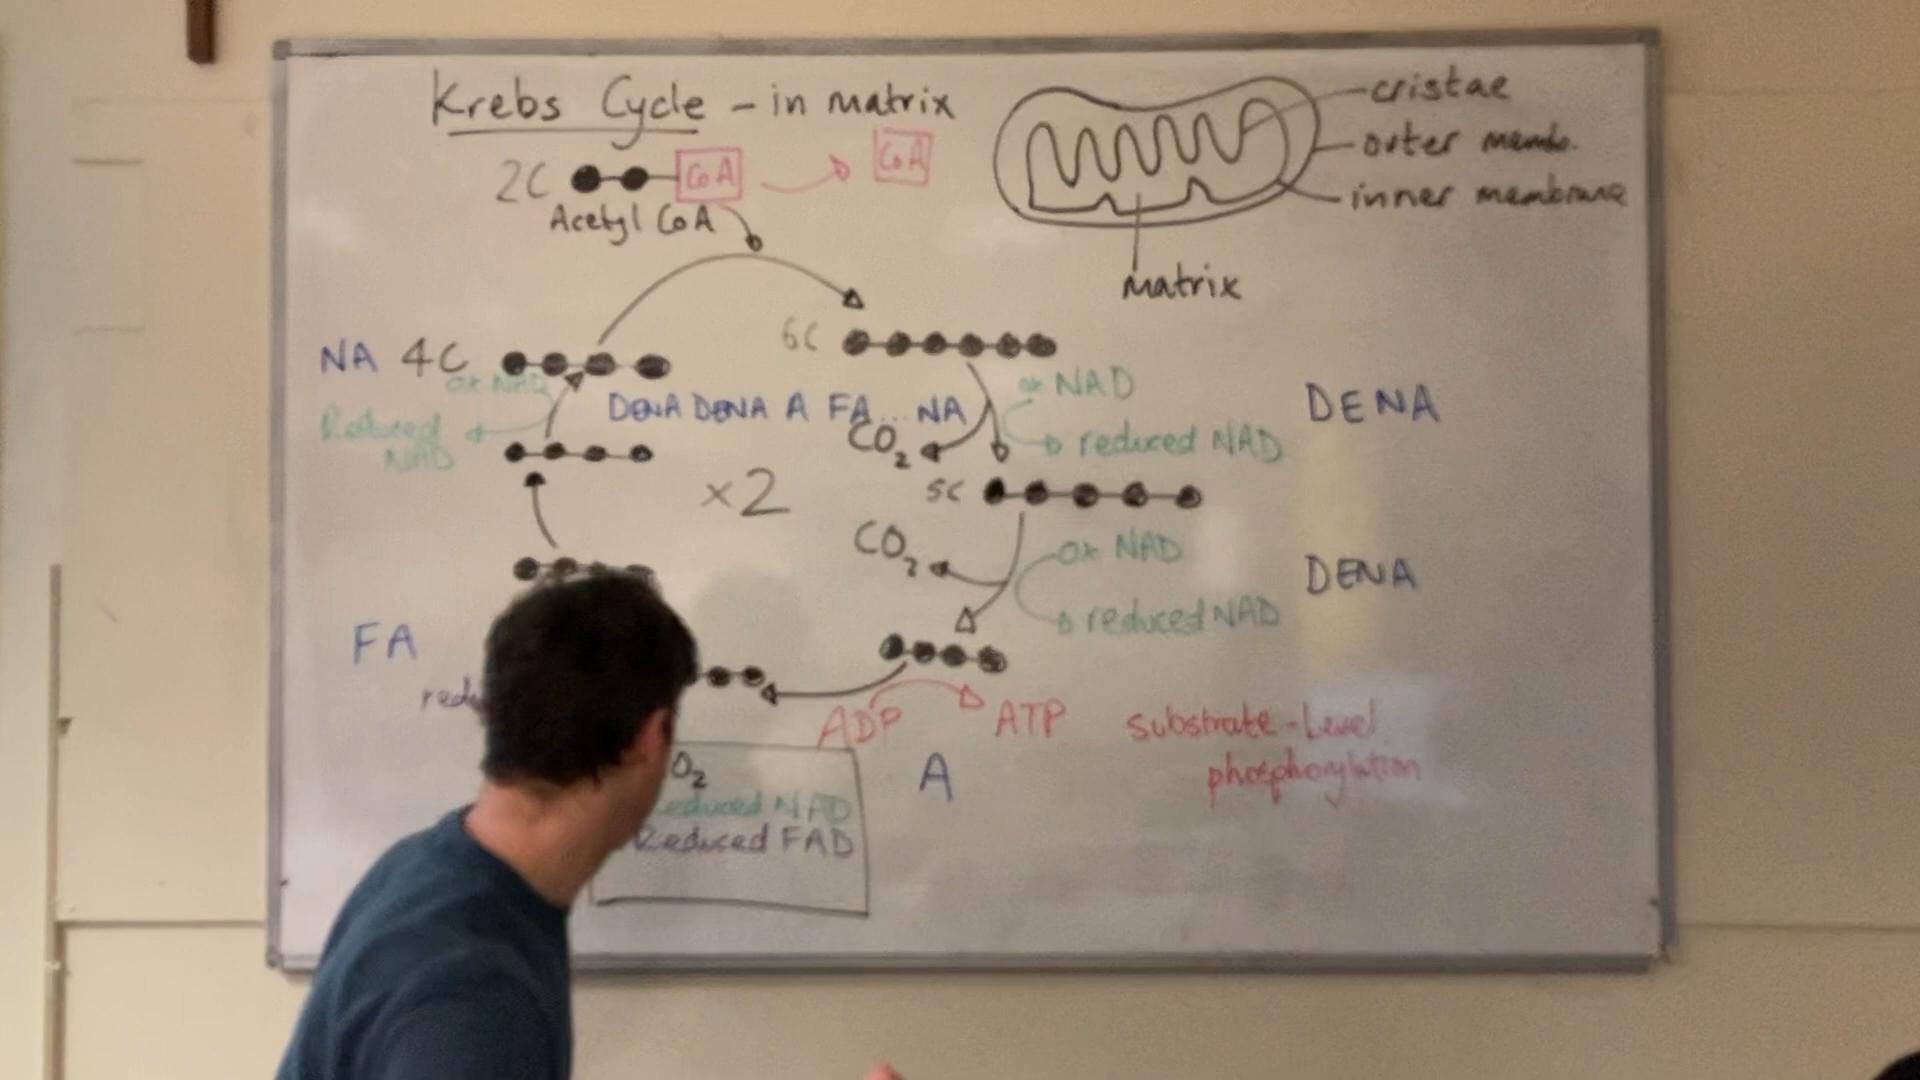 Krebs Cycle - in matrix
cristae
outer memb.
inner membrane
matrix
2C CoA CoA
Acetyl CoA
NA 4C
6C
ox NAD
Reduced
NAD
DENA DENA A FA... NA
ox NAD
reduced NAD
DENA
CO2
x2
5C
CO2
ox NAD
reduced NAD
DENA
FA
ADP ATP
substrate-Level
phosphorylation
A
O2
Reduced FAD